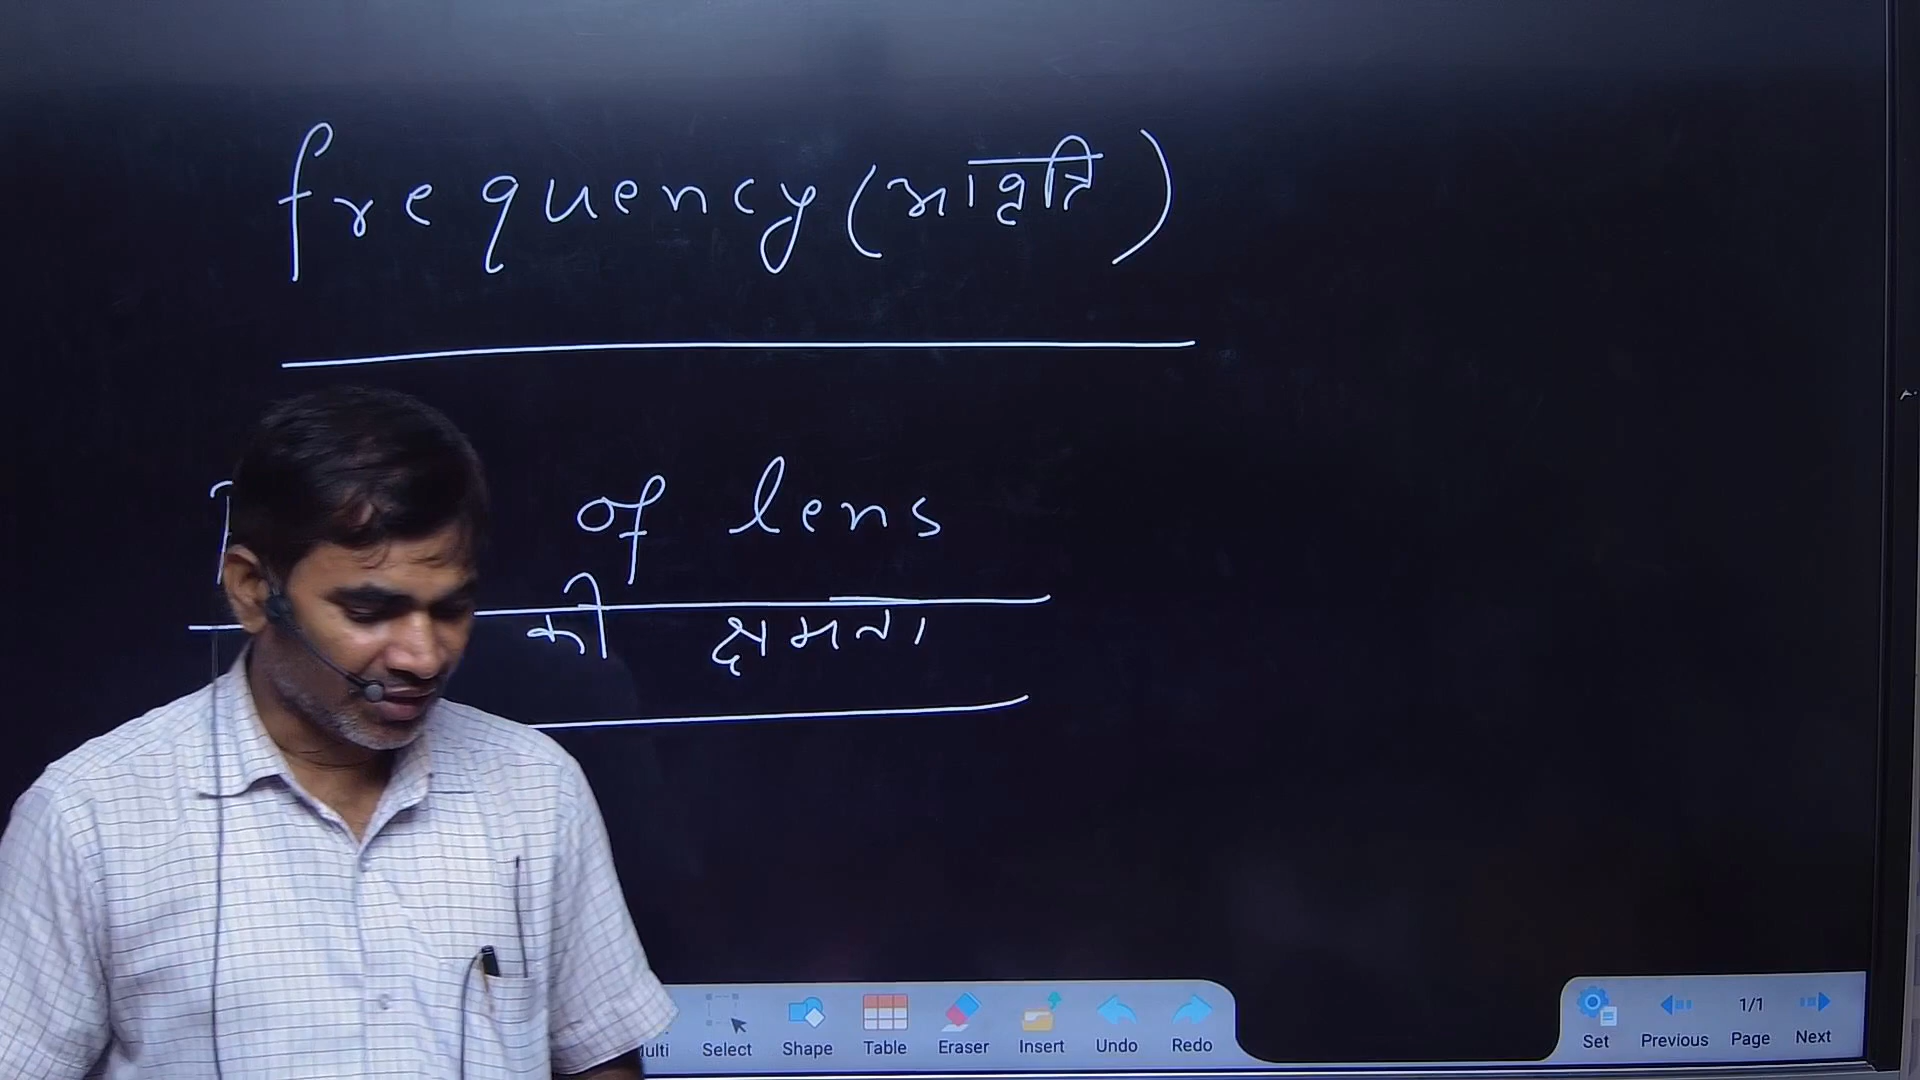 frequency (आवृति)
of lens
की क्षमता
Select Shape Table Eraser Insert Undo Redo
Set Previous 1/1 Page Next